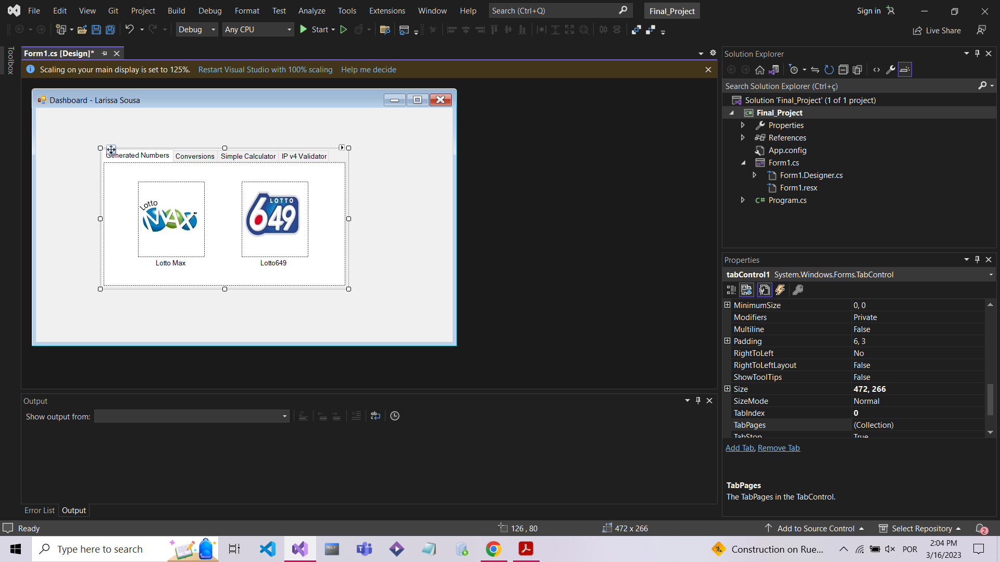 File Edit View Git Project Build Debug Format Test Analyze Tools Extensions Window Help Search (Ctrl+Q) Final_Project Sign in
Debug Any CPU Start Live Share
Toolbox
Form1.cs [Design]*
Scaling on your main display is set to 125%. Restart Visual Studio with 100% scaling Help me decide
Dashboard - Larissa Sousa
Generated Numbers Conversions Simple Calculator IP v4 Validator
Lotto
MAX
LOTTO
649
Lotto Max Lotto649
Output
Show output from:
Error List Output
Solution Explorer
Search Solution Explorer (Ctrl+ç)
Solution 'Final_Project' (1 of 1 project)
C# Final_Project
Properties
References
App.config
Form1.cs
Form1.Designer.cs
Form1.resx
C# Program.cs
Properties
tabControl1 System.Windows.Forms.TabControl
MinimumSize 0, 0
Modifiers Private
Multiline False
Padding 6, 3
RightToLeft No
RightToLeftLayout False
ShowToolTips False
Size 472, 266
SizeMode Normal
TabIndex 0
TabPages (Collection)
TabStop True
Add Tab, Remove Tab
TabPages
The TabPages in the TabControl.
Ready 126 , 80 472 x 266 Add to Source Control Select Repository 2
Type here to search Construction on Rue... POR 2:04 PM
3/16/2023